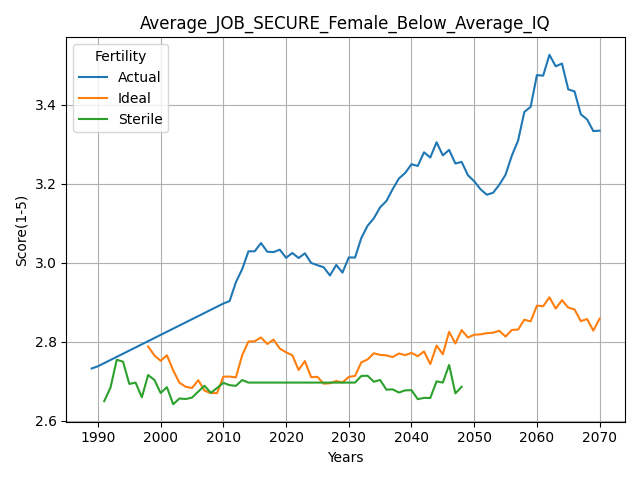 Average_JOB_SECURE_Female_Below_Average_IQ
Fertility
Actual
Ideal
Sterile
Score(1-5)
3.4
3.2
3.0
2.8
2.6
1990 2000 2010 2020 2030 2040 2050 2060 2070
Years